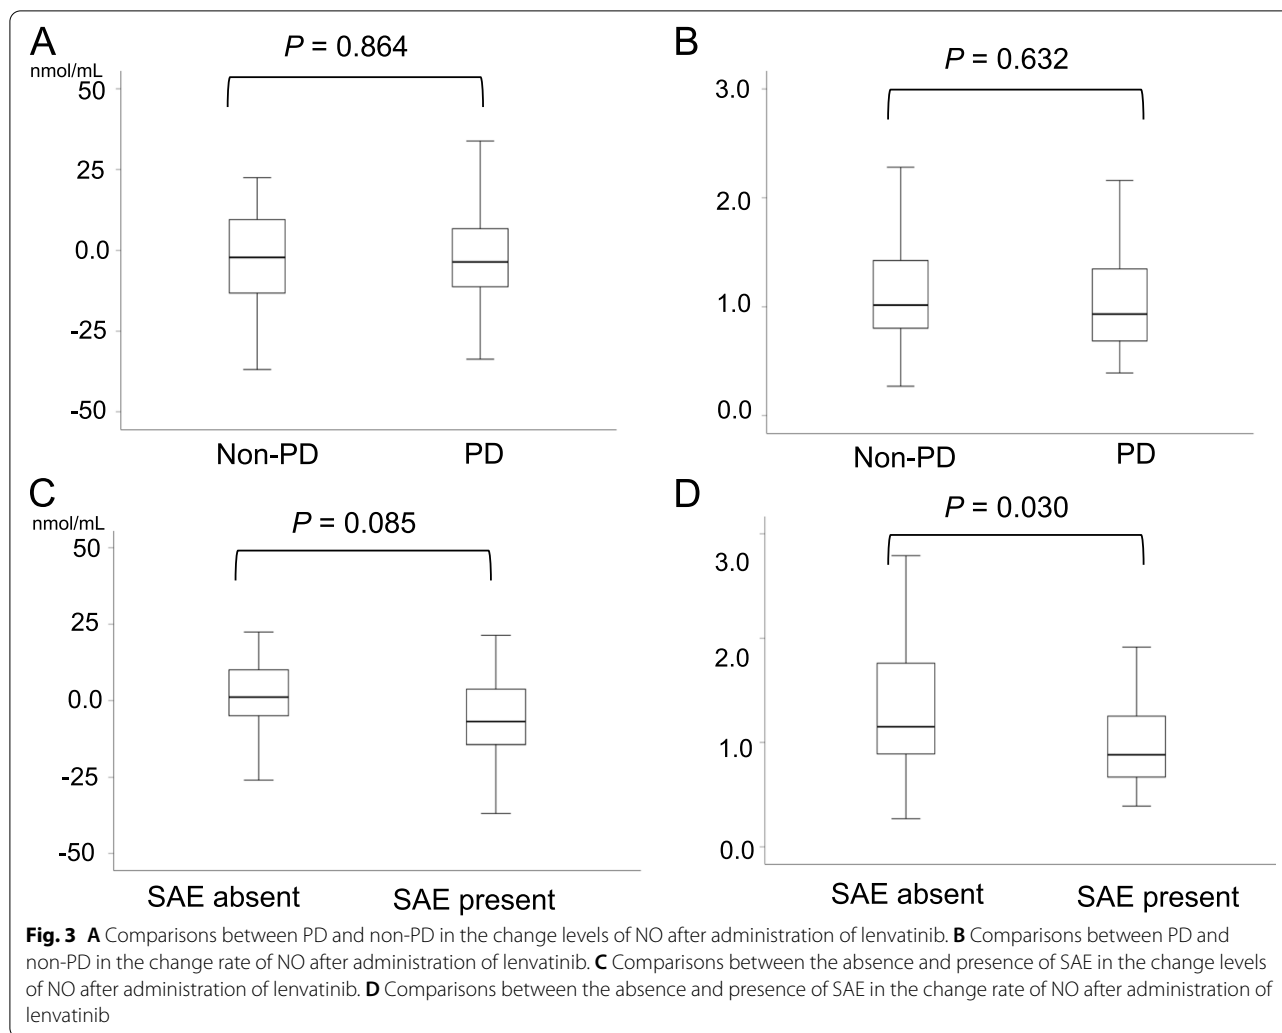 A
nmol/mL
P = 0.864
50
25
0.0
-25
-50
Non-PD PD
B
P = 0.632
3.0
2.0
1.0
0.0
Non-PD PD
C
nmol/mL
P = 0.085
50
25
0.0
-25
-50
SAE absent SAE present
D
P = 0.030
3.0
2.0
1.0
0.0
SAE absent SAE present
Fig. 3 A Comparisons between PD and non-PD in the change levels of NO after administration of lenvatinib. B Comparisons between PD and
non-PD in the change rate of NO after administration of lenvatinib. C Comparisons between the absence and presence of SAE in the change levels
of NO after administration of lenvatinib. D Comparisons between the absence and presence of SAE in the change rate of NO after administration of
lenvatinib